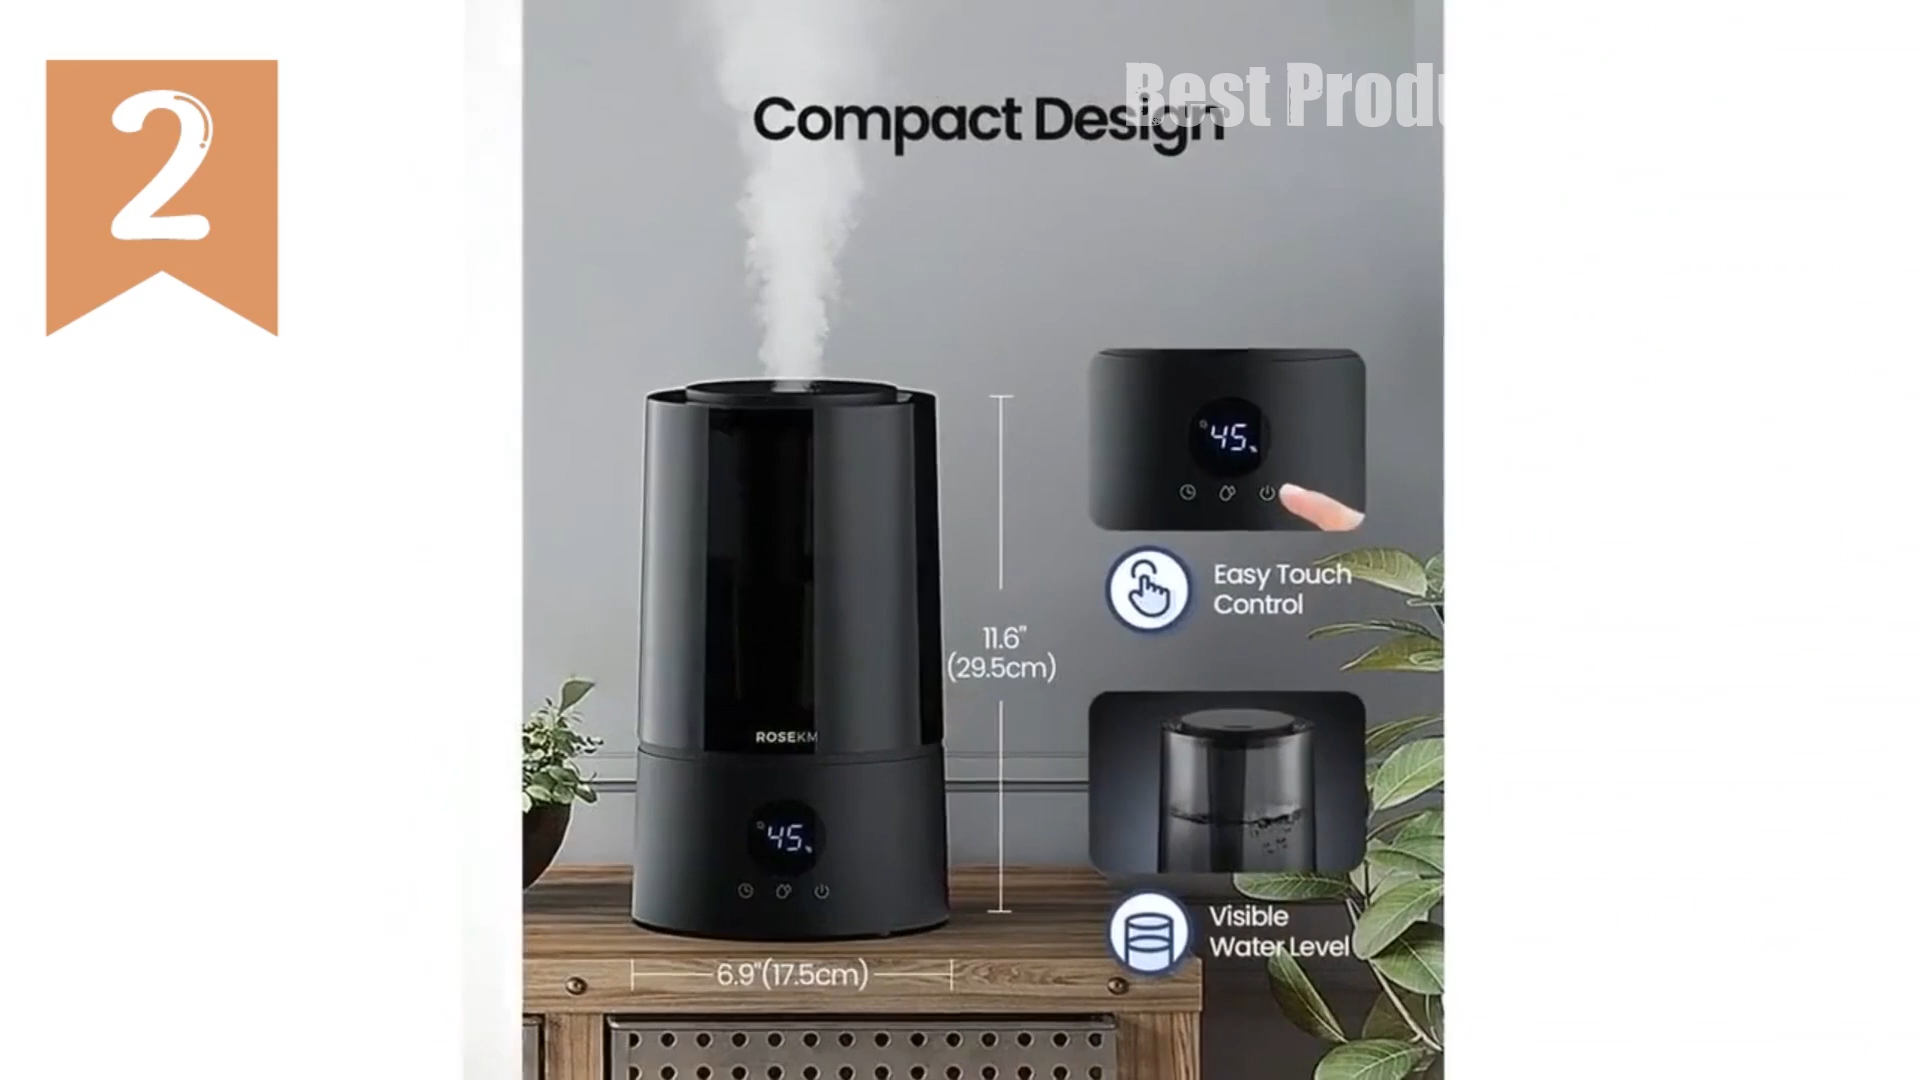 2
Best Produ
Compact Design
45%
Easy Touch
Control
11.6"
(29.5cm)
ROSEKM
45%
Visible
Water Level
6.9"(17.5cm)